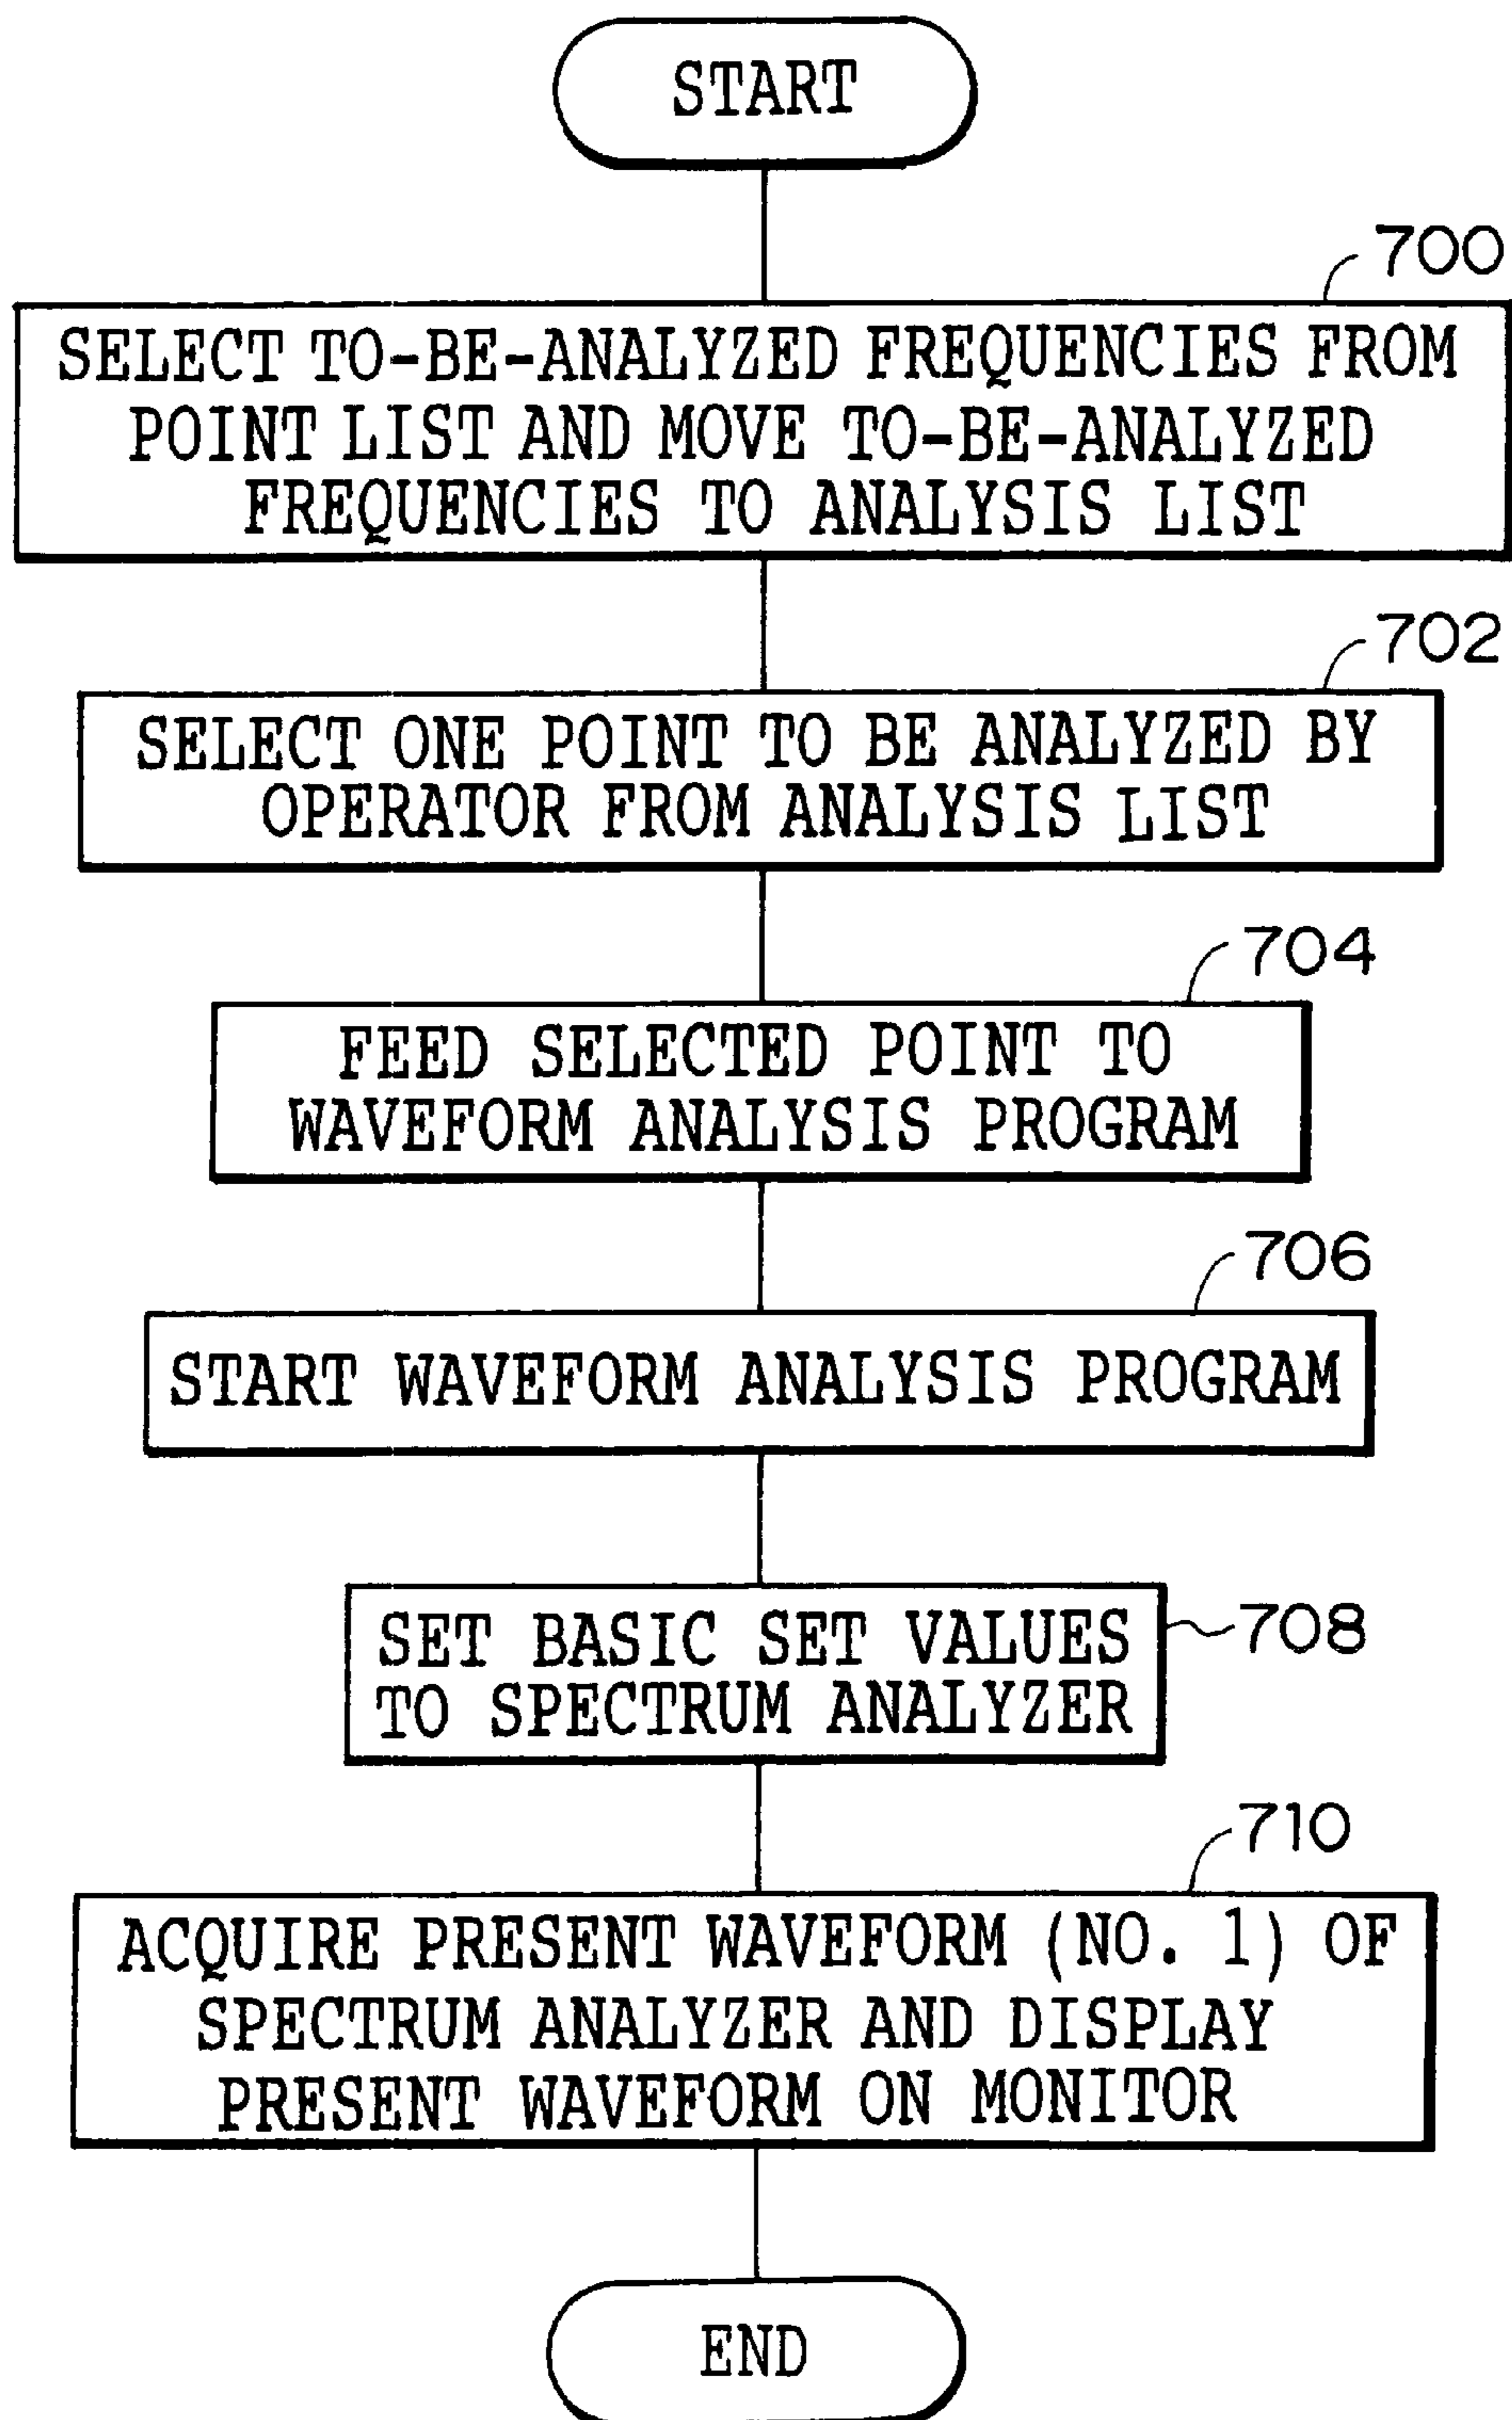 START
700
SELECT TO-BE-ANALYZED FREQUENCIES FROM
POINT LIST AND MOVE TO-BE-ANALYZED
FREQUENCIES TO ANALYSIS LIST
702
SELECT ONE POINT TO BE ANALYZED BY
OPERATOR FROM ANALYSIS LIST
704
FEED SELECTED POINT TO
WAVEFORM ANALYSIS PROGRAM
706
START WAVEFORM ANALYSIS PROGRAM
708
SET BASIC SET VALUES
TO SPECTRUM ANALYZER
710
ACQUIRE PRESENT WAVEFORM (NO. 1) OF
SPECTRUM ANALYZER AND DISPLAY
PRESENT WAVEFORM ON MONITOR
END